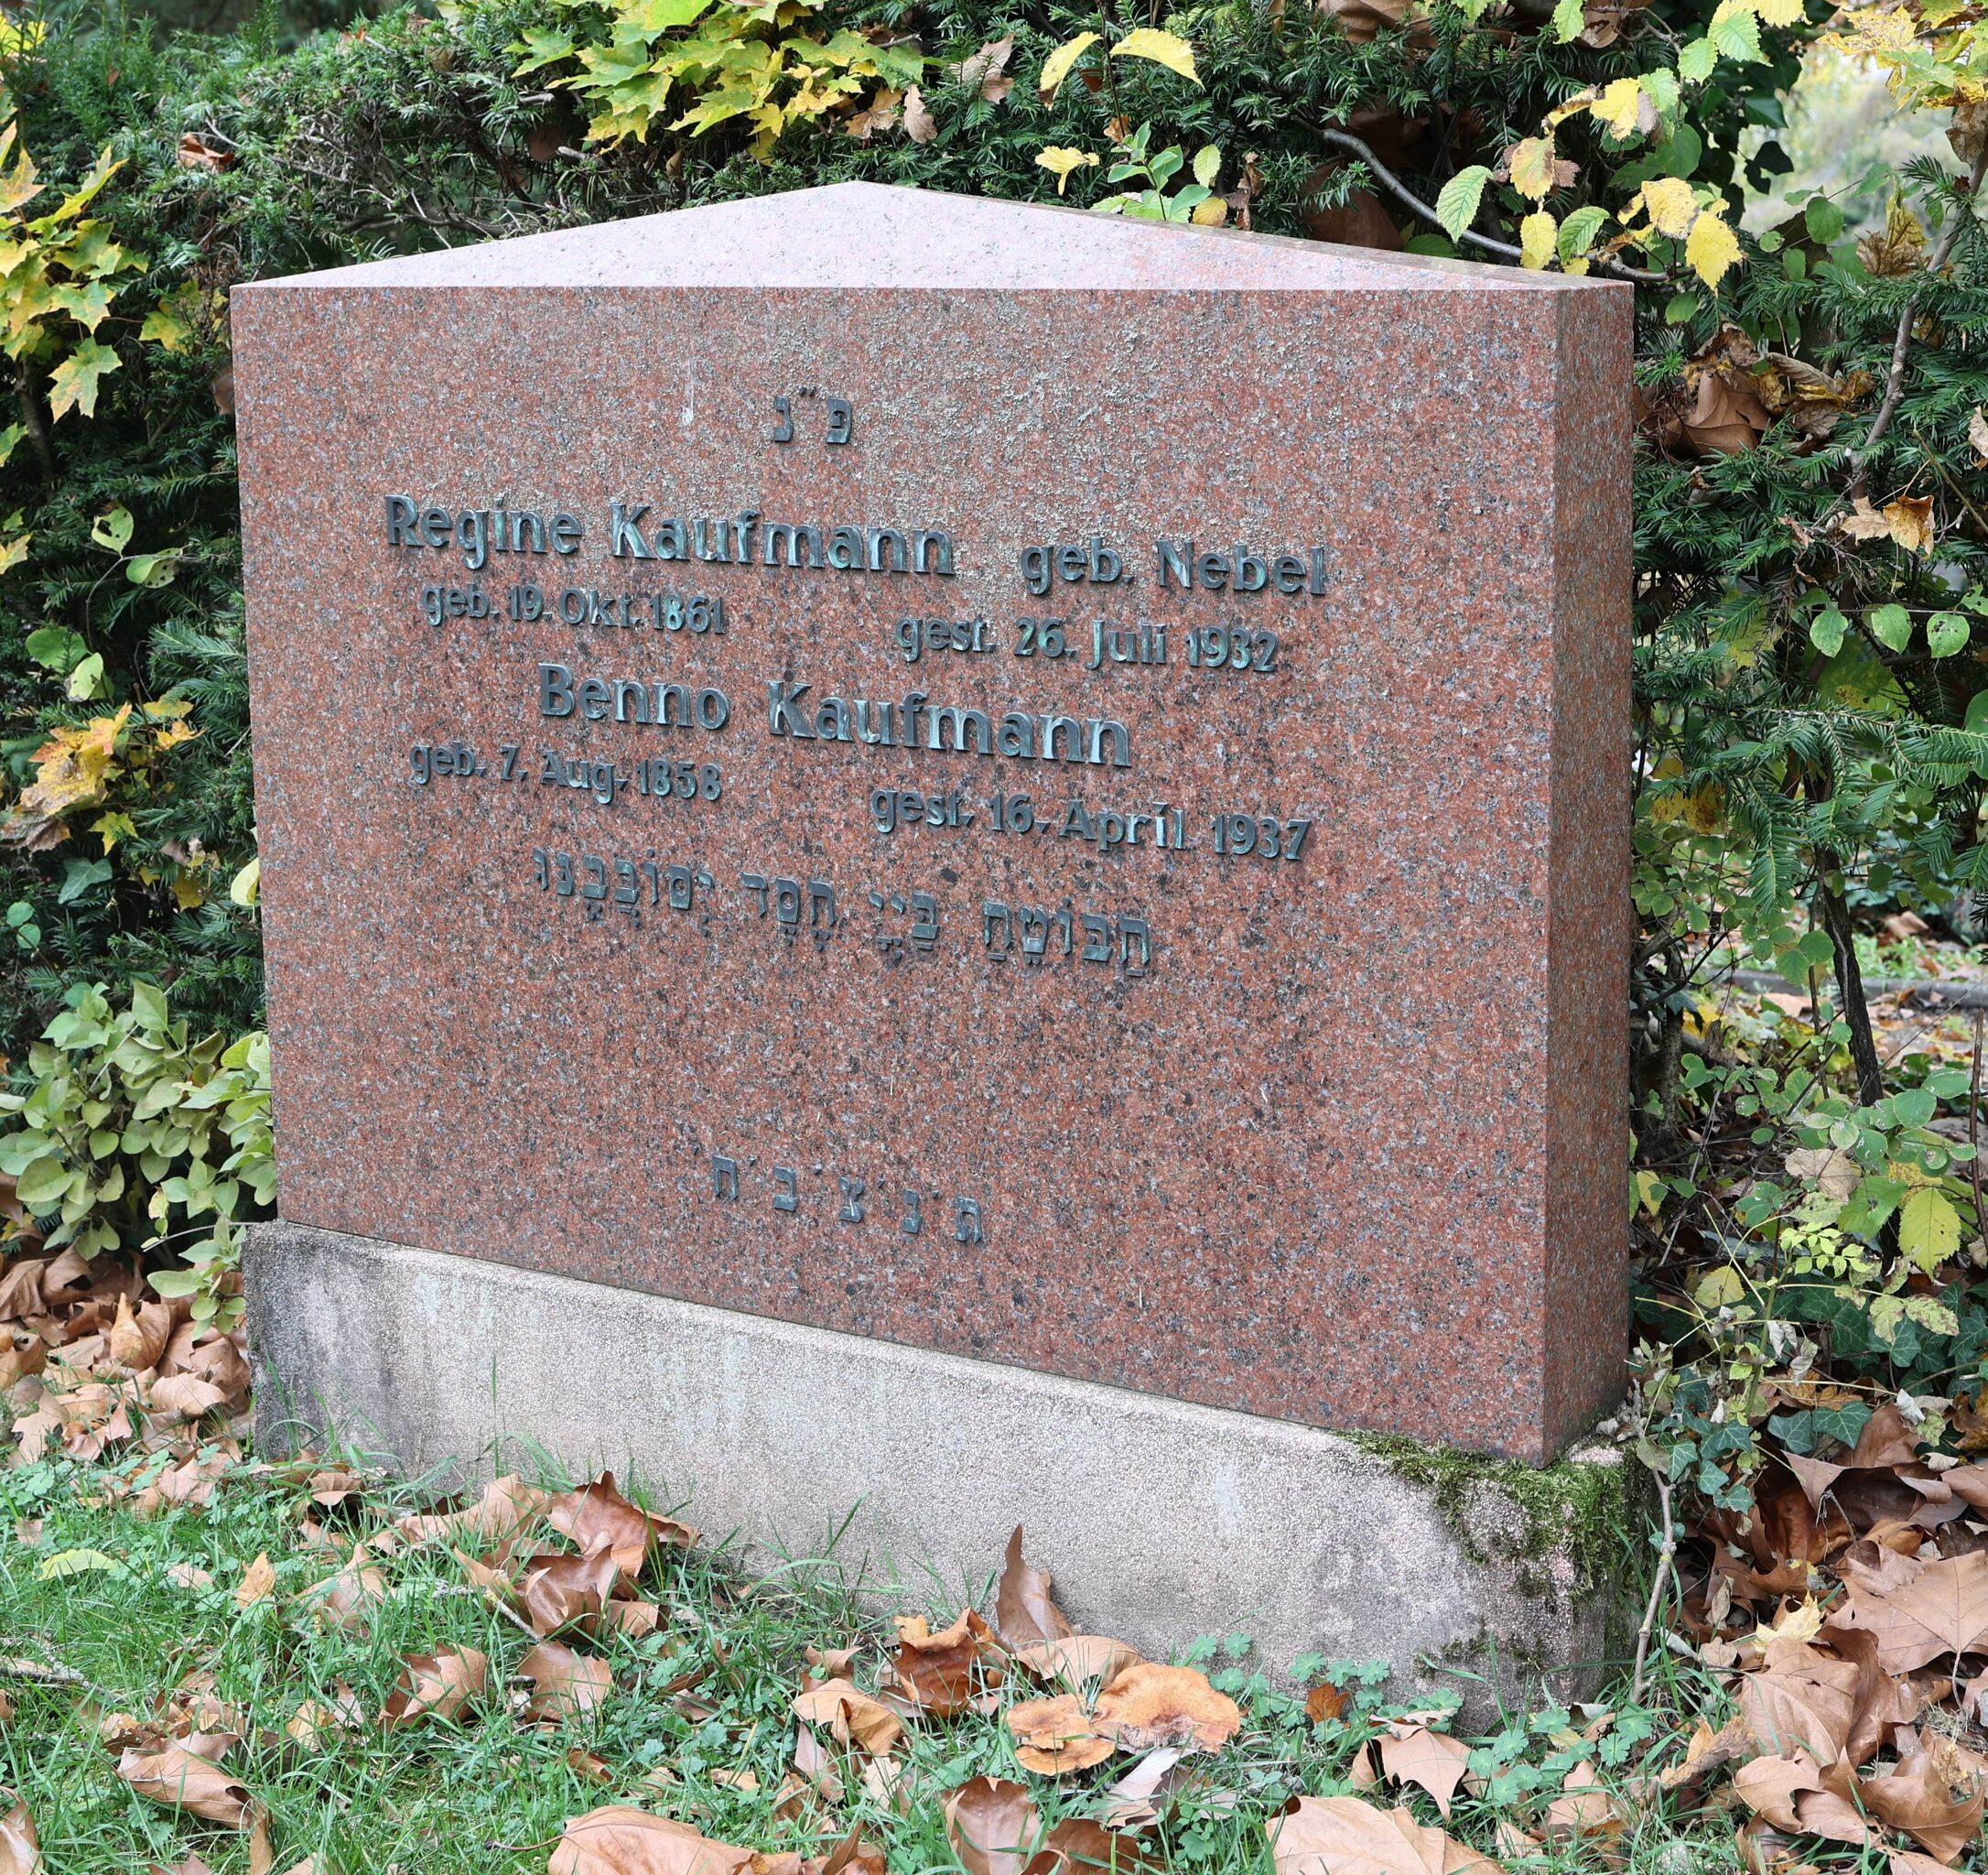 פ״נ
Regine Kaufmann geb. Nebel
geb. 19. Okt. 1861 gest. 26. Juli 1932
Benno Kaufmann
geb. 7. Aug. 1858 gest. 16. April 1937
הַבּוֹטֵחַ בַּיְיָ חֶסֶד יְסוֹבְבֶנּוּ
ת׳נ׳צ׳ב׳ה׳